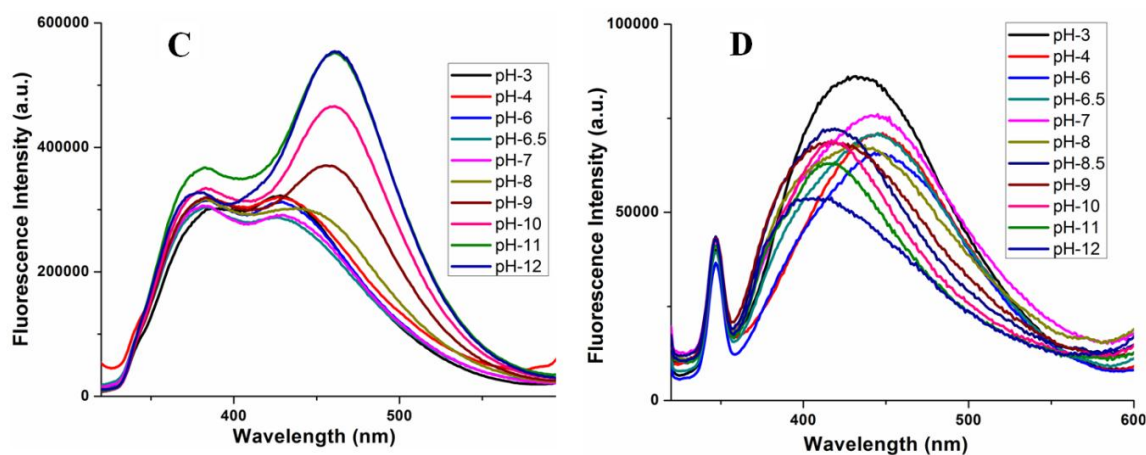 C
600000
400000
200000
0
Fluorescence Intensity (a.u.)
400
500
Wavelength (nm)
pH-3
pH-4
pH-6
pH-6.5
pH-7
pH-8
pH-9
pH-10
pH-11
pH-12
D
100000
50000
0
Fluorescence Intensity (a.u.)
400
500
600
Wavelength (nm)
pH-3
pH-4
pH-6
pH-6.5
pH-7
pH-8
pH-8.5
pH-9
pH-10
pH-11
pH-12